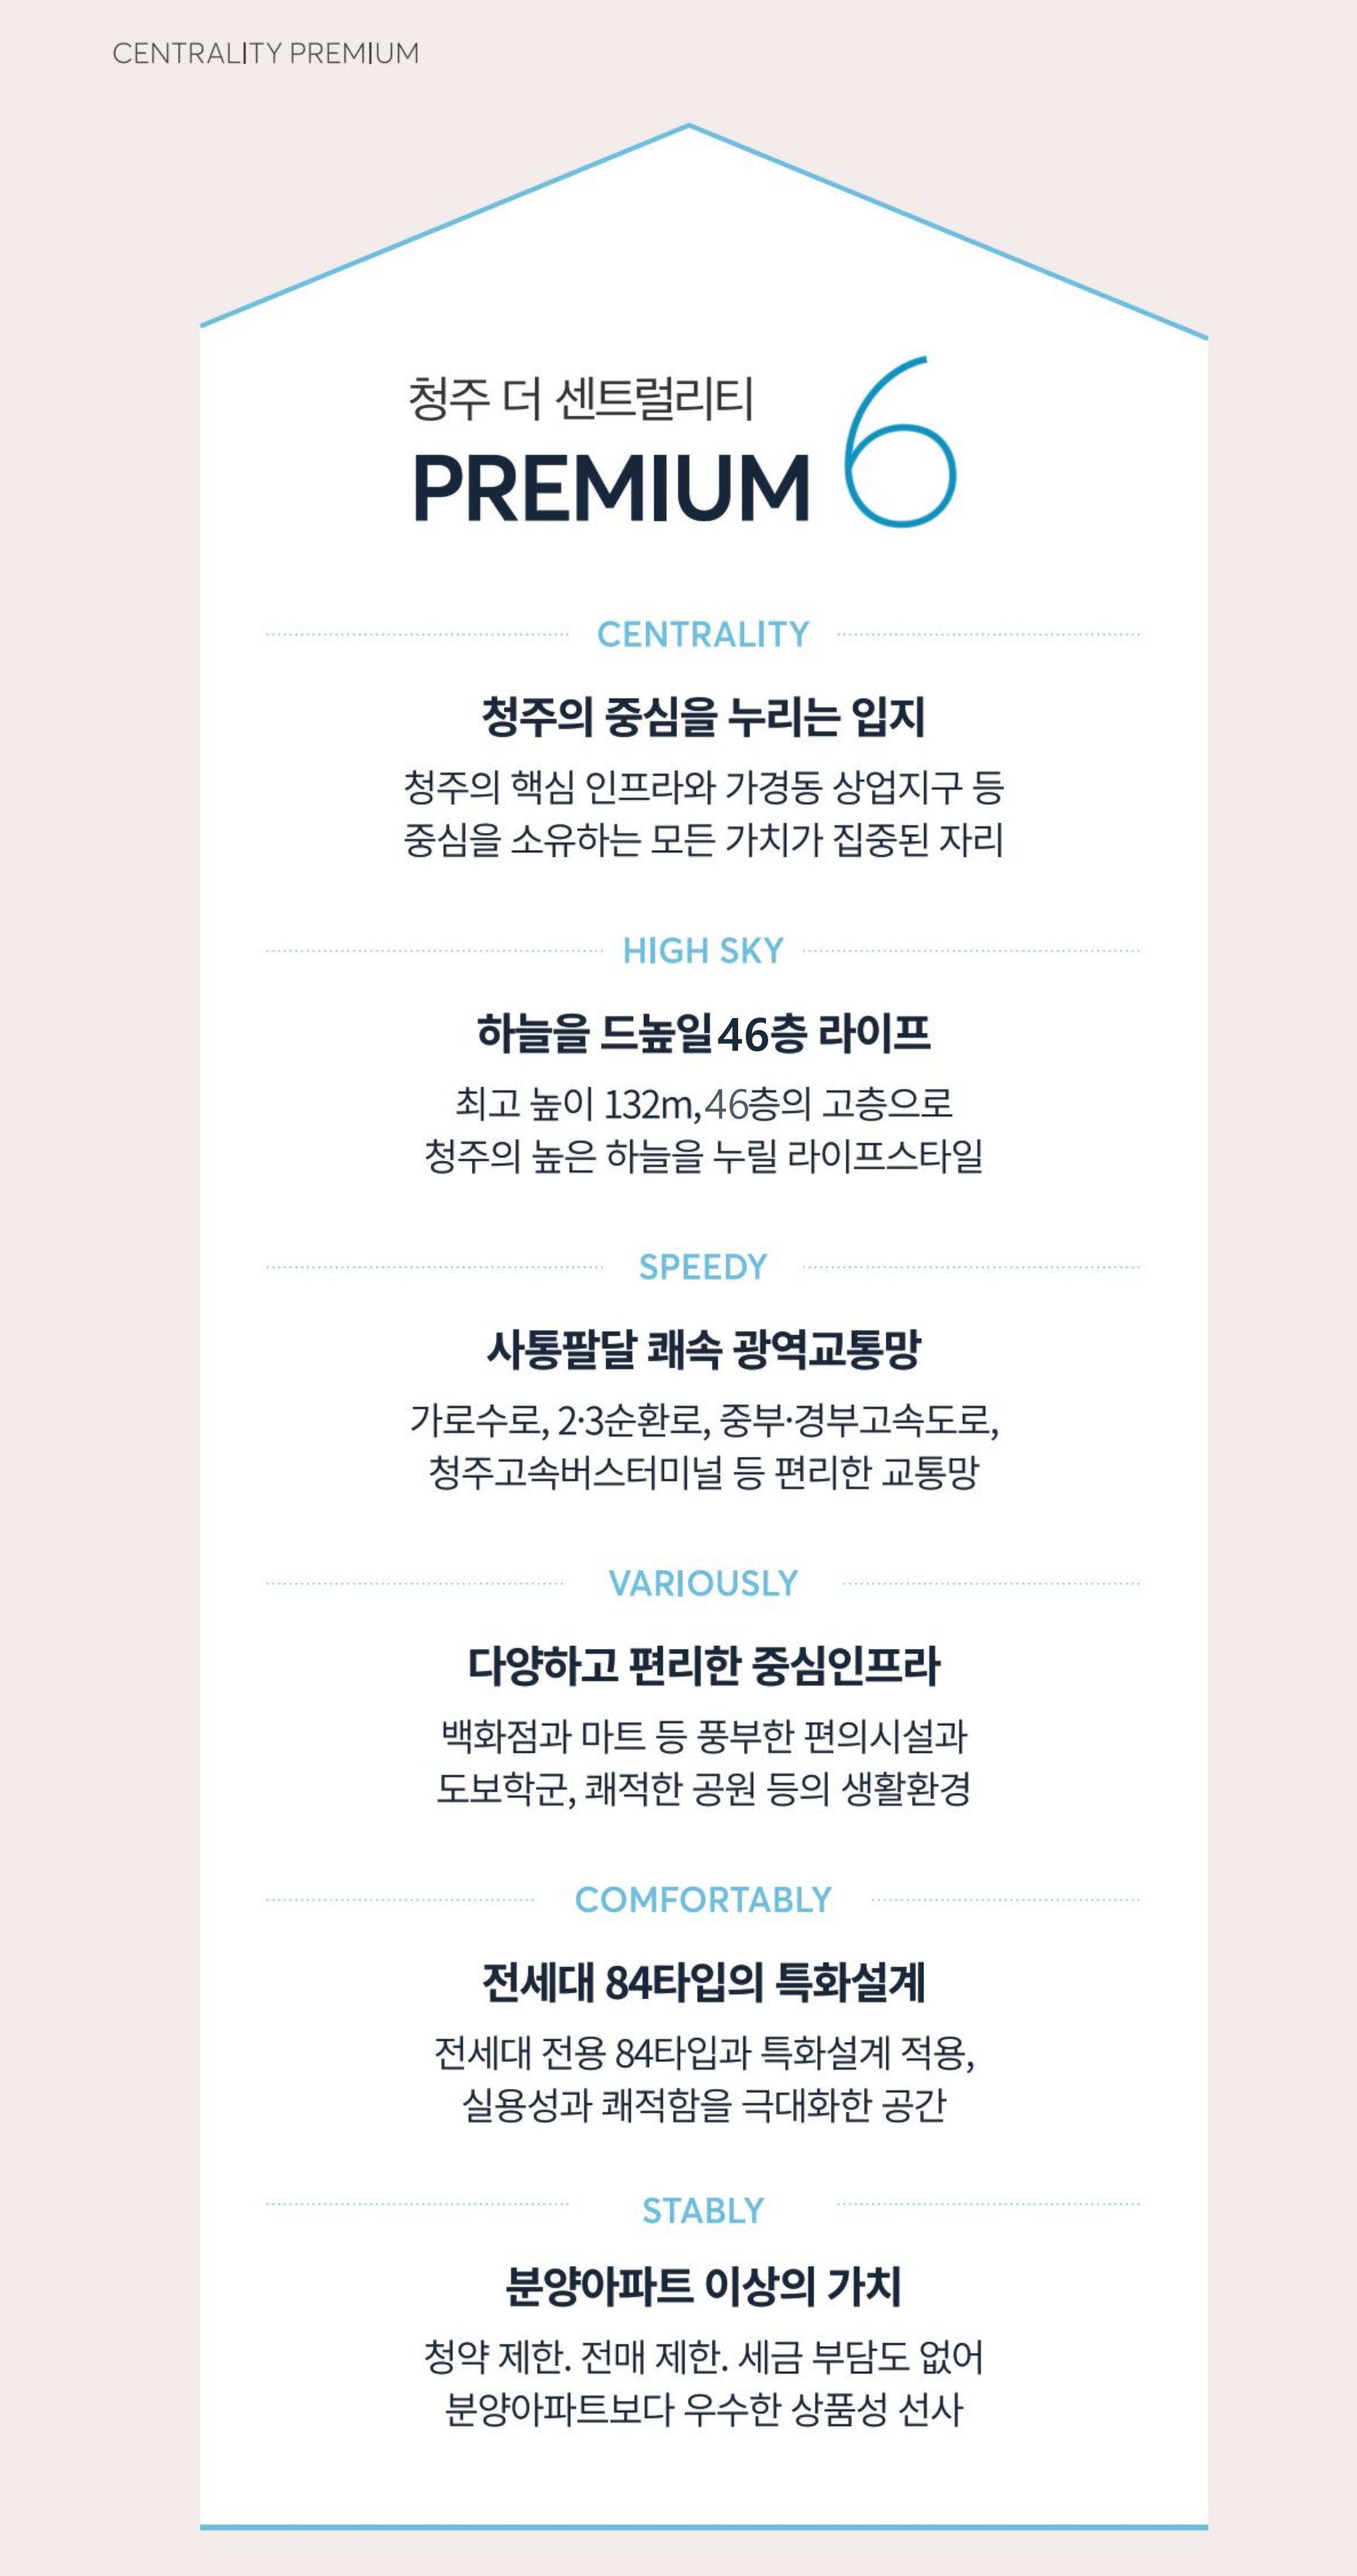 CENTRALITY PREMIUM
청주 더 센트럴리티
PREMIUM 6
CENTRALITY
청주의 중심을 누리는 입지
청주의 핵심 인프라와 가경동 상업지구 등
중심을 소유하는 모든 가치가 집중된 자리
HIGH SKY
하늘을 드높일 46층 라이프
최고 높이 132m, 46층의 고층으로
청주의 높은 하늘을 누릴 라이프스타일
SPEEDY
사통팔달 쾌속 광역교통망
가로수로, 2·3순환로, 중부·경부고속도로,
청주고속버스터미널 등 편리한 교통망
VARIOUSLY
다양하고 편리한 중심인프라
백화점과 마트 등 풍부한 편의시설과
도보학군, 쾌적한 공원 등의 생활환경
COMFORTABLY
전세대 84타입의 특화설계
전세대 전용 84타입과 특화설계 적용,
실용성과 쾌적함을 극대화한 공간
STABLY
분양아파트 이상의 가치
청약 제한. 전매 제한. 세금 부담도 없어
분양아파트보다 우수한 상품성 선사